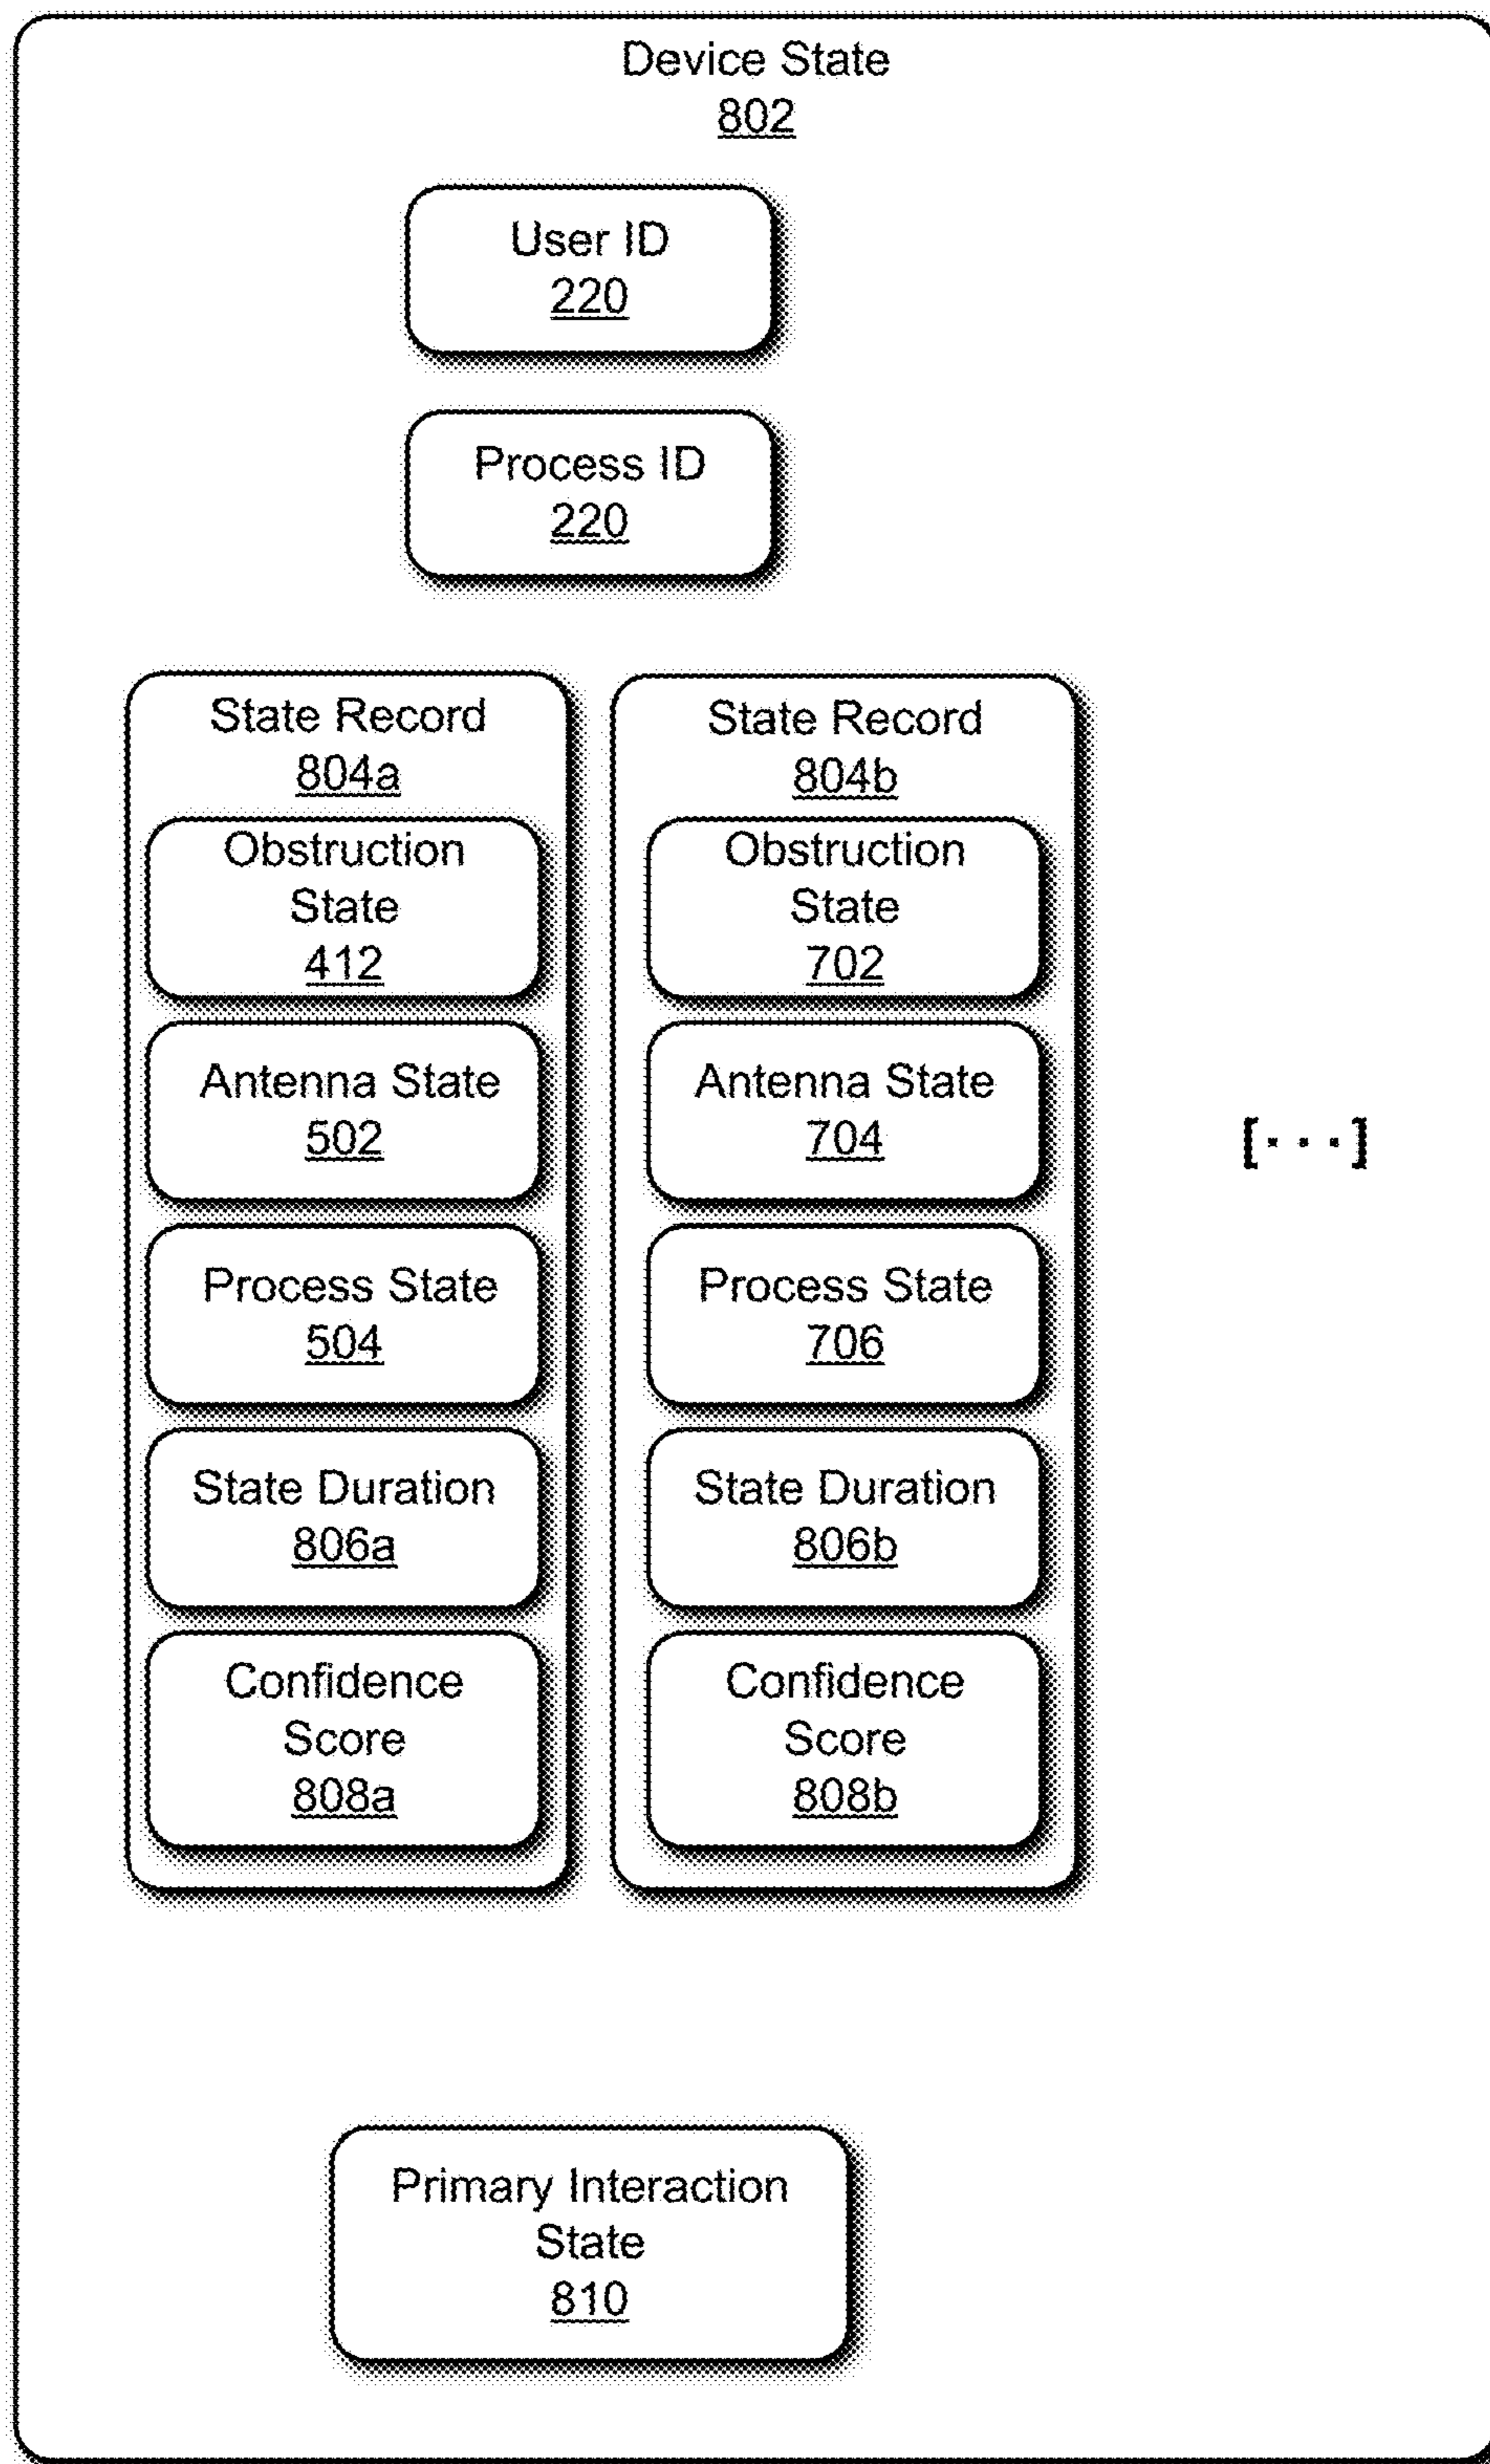 Device State
802
User ID
220
Process ID
220
State Record
804a
Obstruction
State
412
Antenna State
502
Process State
504
State Duration
806a
Confidence
Score
808a
State Record
804b
Obstruction
State
702
Antenna State
704
Process State
706
State Duration
806b
Confidence
Score
808b
[···]
Primary Interaction
State
810